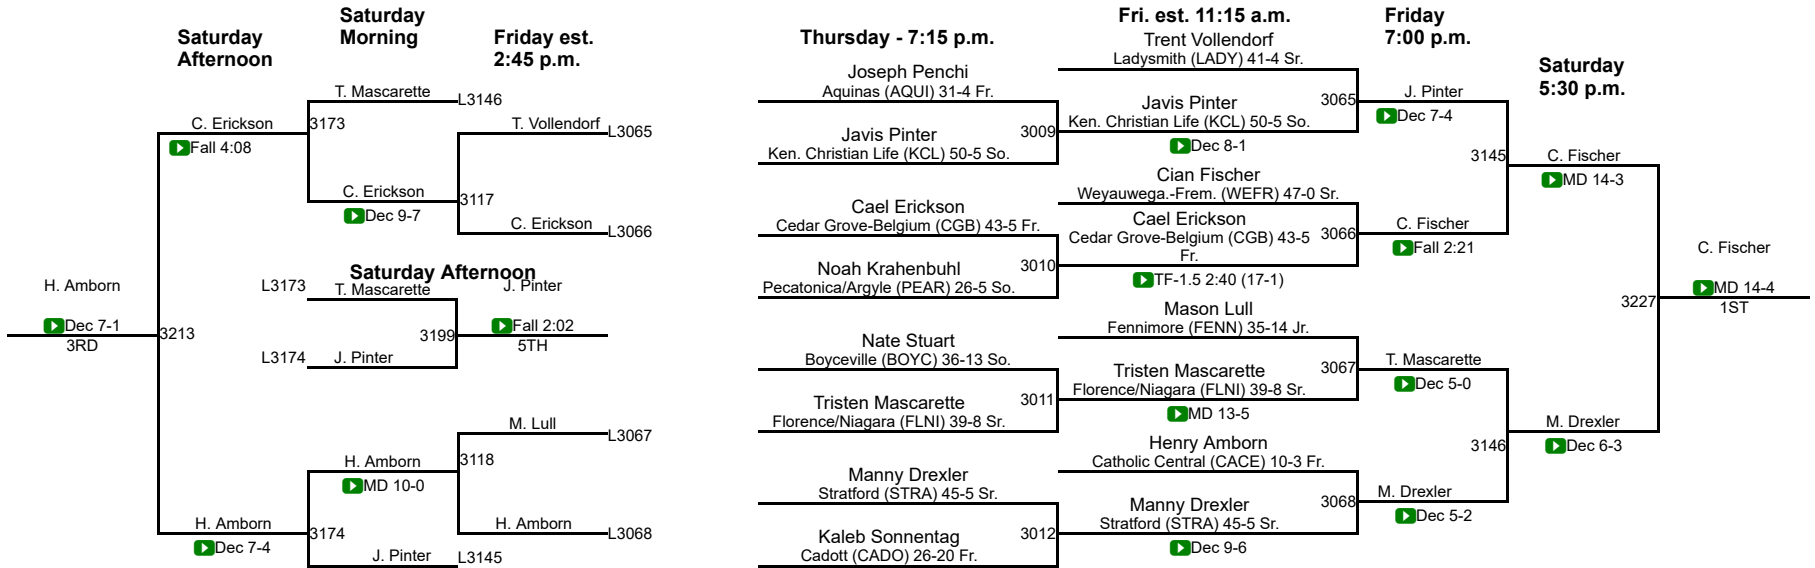 Saturday
Afternoon
Saturday
Morning
Friday est.
2:45 p.m.
T. Mascarette
L3146
C. Erickson
3173
Fall 4:08
T. Vollendorf
L3065
C. Erickson
3117
Dec 9-7
C. Erickson
L3066
Saturday Afternoon
H. Amborn
L3173
T. Mascarette
J. Pinter
Dec 7-1
3RD
3213
3199
Fall 2:02
5TH
L3174
J. Pinter
M. Lull
L3067
H. Amborn
3118
MD 10-0
H. Amborn
3174
Dec 7-4
H. Amborn
L3068
J. Pinter
L3145
Thursday - 7:15 p.m.
Fri. est. 11:15 a.m.
Friday
7:00 p.m.
Saturday
5:30 p.m.
Joseph Penchi
Aquinas (AQUI) 31-4 Fr.
Javis Pinter
Ken. Christian Life (KCL) 50-5 So.
3009
Cael Erickson
Cedar Grove-Belgium (CGB) 43-5 Fr.
Noah Krahenbuhl
Pecatonica/Argyle (PEAR) 26-5 So.
3010
Nate Stuart
Boyceville (BOYC) 36-13 So.
Tristen Mascarette
Florence/Niagara (FLNI) 39-8 Sr.
3011
Manny Drexler
Stratford (STRA) 45-5 Sr.
Kaleb Sonnentag
Cadott (CADO) 26-20 Fr.
3012
Trent Vollendorf
Ladysmith (LADY) 41-4 Sr.
Javis Pinter
Ken. Christian Life (KCL) 50-5 So.
Dec 8-1
3065
Cian Fischer
Weyauwega.-Frem. (WEFR) 47-0 Sr.
Cael Erickson
Cedar Grove-Belgium (CGB) 43-5
Fr.
TF-1.5 2:40 (17-1)
3066
Mason Lull
Fennimore (FENN) 35-14 Jr.
Tristen Mascarette
Florence/Niagara (FLNI) 39-8 Sr.
MD 13-5
3067
Henry Amborn
Catholic Central (CACE) 10-3 Fr.
Manny Drexler
Stratford (STRA) 45-5 Sr.
Dec 9-6
3068
J. Pinter
Dec 7-4
3145
C. Fischer
Fall 2:21
T. Mascarette
Dec 5-0
3146
M. Drexler
Dec 5-2
C. Fischer
MD 14-3
3227
M. Drexler
Dec 6-3
C. Fischer
MD 14-4
1ST